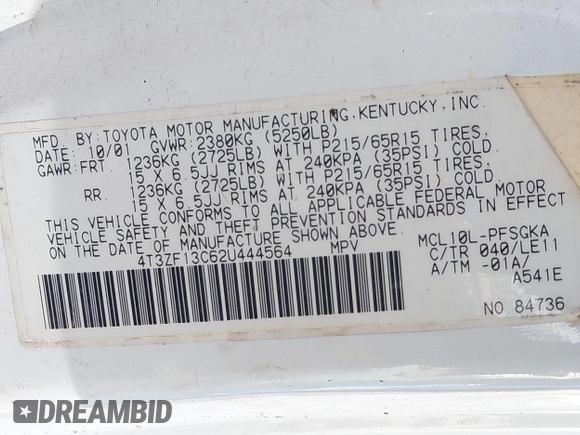 MFD. BY: TOYOTA MOTOR MANUFACTURING, KENTUCKY, INC.
DATE: 10/01 GVWR: 2380KG (5250LB)
GAWR: FRT. 1236KG (2725LB) WITH P215/65R15 TIRES.
15 X 6.5JJ RIMS AT 240KPA (35PSI) COLD
RR. 1236KG (2725LB) WITH P215/65R15 TIRES.
15 X 6.5JJ RIMS AT 240KPA (35PSI) COLD
THIS VEHICLE CONFORMS TO ALL APPLICABLE FEDERAL MOTOR
VEHICLE SAFETY AND THEFT PREVENTION STANDARDS IN EFFECT
ON THE DATE OF MANUFACTURE SHOWN ABOVE.
4T3ZF13C62U444564 MPV
MCL10L-PFSGKA
C/TR 040/LE11
A/TM -01A/
A541E
NO. 84736
DREAMBID